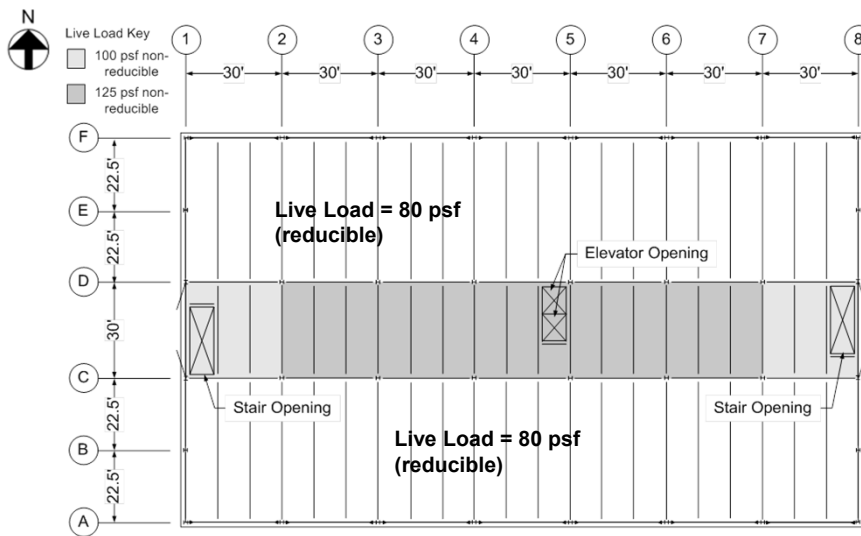 N
Live Load Key
100 psf non-
reducible
125 psf non-
reducible
1 2 3 4 5 6 7 8
30' 30' 30' 30' 30' 30' 30'
F
22.5'
E
Live Load = 80 psf
(reducible)
22.5'
Elevator Opening
D
30'
C
Stair Opening
Stair Opening
22.5'
Live Load = 80 psf
(reducible)
B
22.5'
A